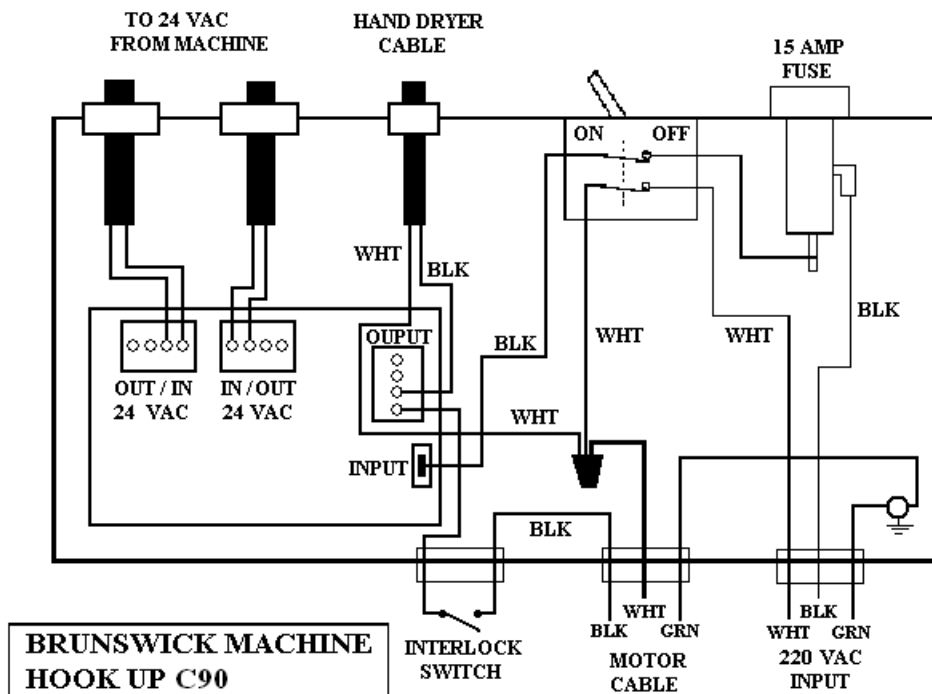 TO 24 VAC
FROM MACHINE
HAND DRYER
CABLE
15 AMP
FUSE
ON OFF
WHT
BLK
OUPUT
BLK
WHT
WHT
BLK
OUT / IN
24 VAC
IN / OUT
24 VAC
WHT
INPUT
BLK
WHT
BLK GRN
BLK
WHT GRN
INTERLOCK
SWITCH
MOTOR
CABLE
220 VAC
INPUT
BRUNSWICK MACHINE
HOOK UP C90